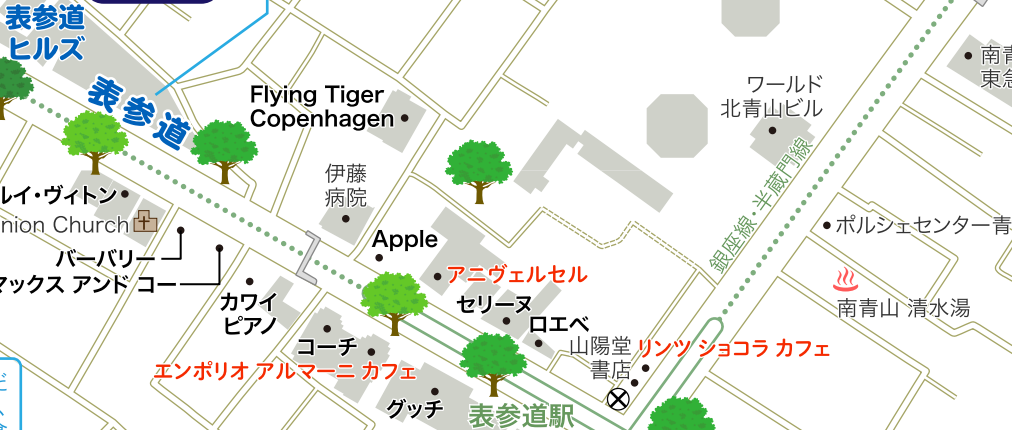 表参道
ヒルズ
表参道
Flying Tiger
Copenhagen
ワールド
北青山ビル
南青
東急
伊藤
病院
銀座線・半蔵門線
ルイ・ヴィトン
nion Church
バーバリー
マックス アンド コー
Apple
アニヴェルセル
ポルシェセンター青
カワイ
ピアノ
セリーヌ
ロエベ
南青山 清水湯
コーチ
山陽堂
書店
リンツ ショコラ カフェ
エンポリオ アルマーニ カフェ
グッチ
表参道駅
だ